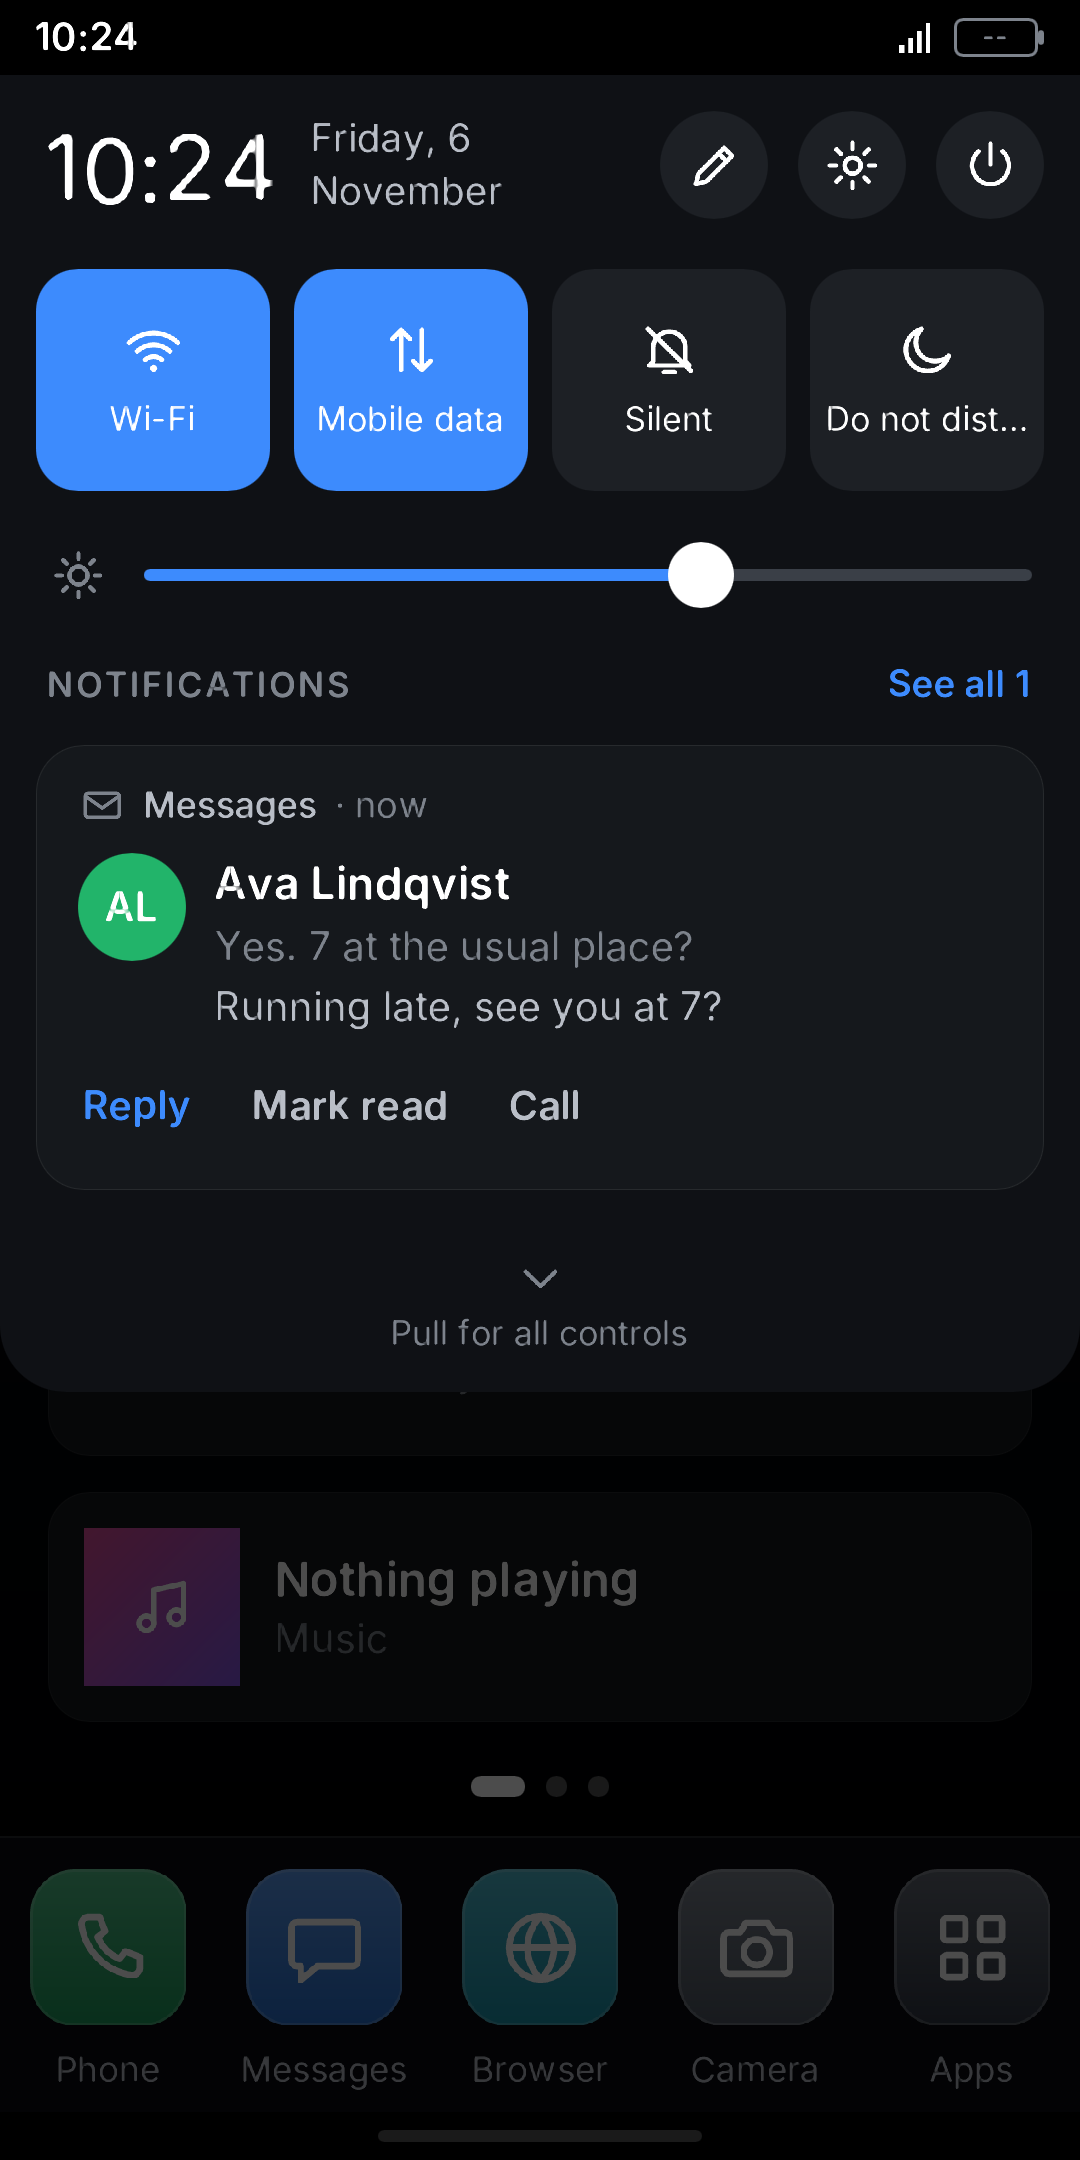 10:24
--
10:24
Friday, 6
November
Wi-Fi
Mobile data
Silent
Do not dist...
NOTIFICATIONS
See all 1
Messages · now
AL
Ava Lindqvist
Yes. 7 at the usual place?
Running late, see you at 7?
Reply
Mark read
Call
Pull for all controls
Nothing playing
Music
Phone
Messages
Browser
Camera
Apps